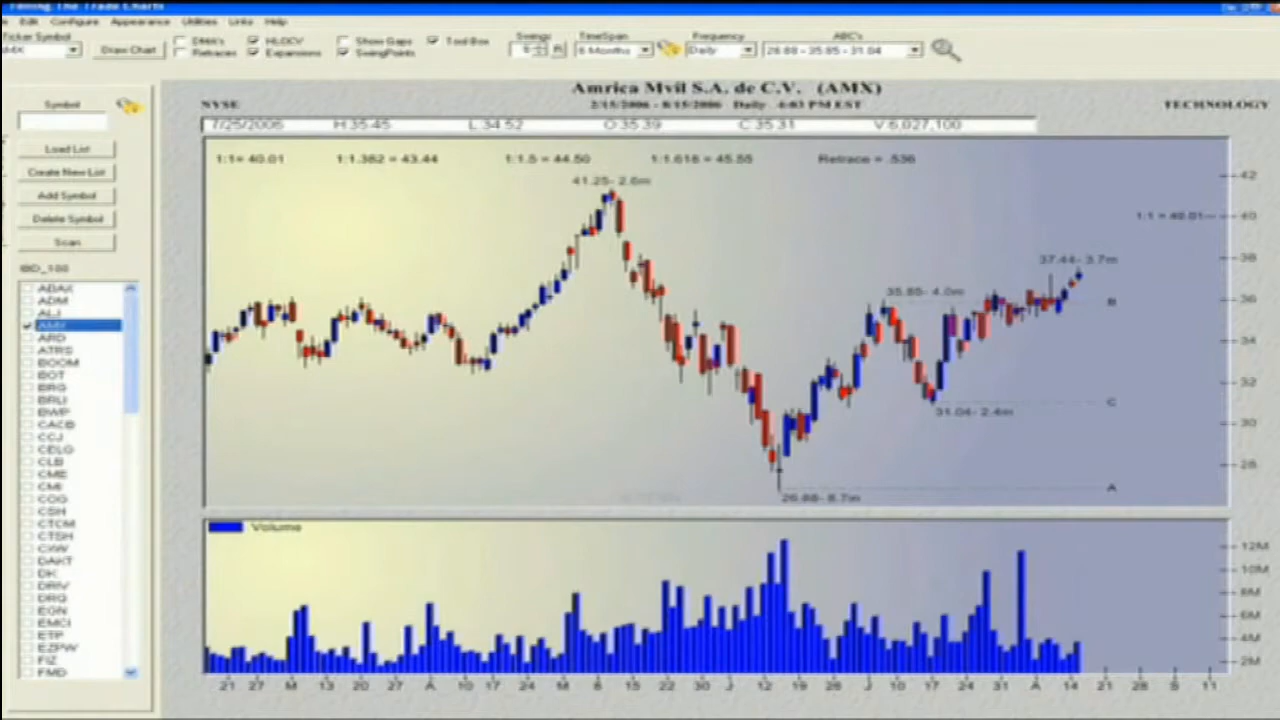 Timing The Trade Charts
Edit Configure Appearance Utilities Links Help
Ticker Symbol
AMX
Draw Chart
DMA's
Retraces
HLOCV
Expansions
Show Gaps
SwingPoints
Tool Box
Swings
TimeSpan
6 Months
Frequency
Daily
ABC's
26.88 - 35.85 - 31.04
Symbol
Load List
Create New List
Add Symbol
Delete Symbol
Scan
IBD_100
ABAX
ADM
ALJ
AMX
ARD
ATRS
BOOM
BOT
BRG
BRLI
BWP
CACB
CCJ
CELG
CLB
CME
CMI
COG
CSH
CTCM
CTSH
CXW
DAKT
DK
DRIV
DRQ
EGN
EMCI
ETP
EZPW
FIZ
FMD
Amrica Mvil S.A. de C.V. (AMX)
NYSE
2/15/2006 - 8/15/2006 Daily 4:03 PM EST
TECHNOLOGY
7/25/2006 H:35.45 L:34.52 O:35.39 C:35.31 V:6,027,100
1:1= 40.01 1:1.382 = 43.44 1:1.5 = 44.50 1:1.618 = 45.55 Retrace = .536
41.25- 2.6m
1:1 = 40.01
37.44- 3.7m
35.85- 4.0m
B
C
31.04- 2.4m
A
26.88- 8.7m
42
40
38
36
34
32
30
28
Volume
12M
10M
8M
6M
4M
2M
21 27 M 13 20 27 A 10 17 24 M 8 15 22 30 J 12 19 26 J 10 17 24 31 A 14 21 28 S 11